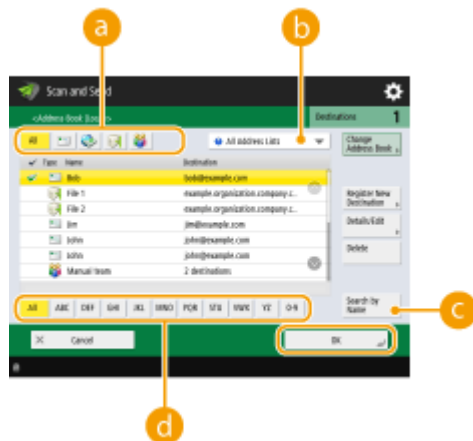 a
b
Scan and Send
<Address Book (Local)>
Destinations 1
All
All Address Lists
Change Address Book
Type Name Destination
Bob bob@example.com
File 1 example.organization.company.c...
File 2 example.organization.company.c...
Jim jim@example.com
John john@example.com
John john@example.com
Manual team 2 destinations
Register New Destination
Details/Edit
Delete
All ABC DEF GHI JKL MNO PQR STU VWX YZ 0-9
Search by Name
c
Cancel
OK
d